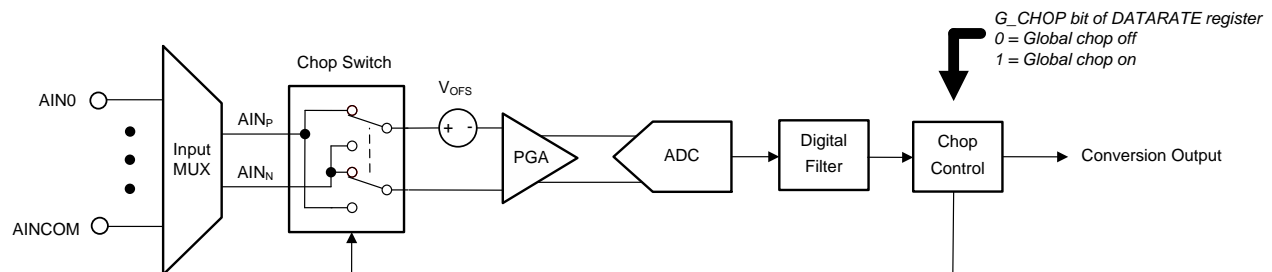 G_CHOP bit of DATARATE register
0 = Global chop off
1 = Global chop on
Chop Switch
VOFS
AIN0
AINP
+ -
Input
MUX
PGA
ADC
Digital
Filter
Chop
Control
Conversion Output
AINN
AINCOM